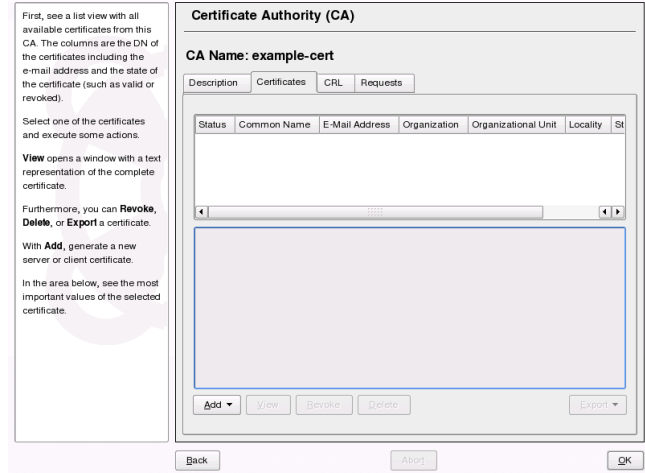 First, see a list view with all
available certificates from this
CA. The columns are the DN of
the certificates including the
e-mail address and the state of
the certificate (such as valid or
revoked).
Select one of the certificates
and execute some actions.
View opens a window with a text
representation of the complete
certificate.
Furthermore, you can Revoke,
Delete, or Export a certificate.
With Add, generate a new
server or client certificate.
In the area below, see the most
important values of the selected
certificate.
Certificate Authority (CA)
CA Name: example-cert
Description Certificates CRL Requests
Status Common Name E-Mail Address Organization Organizational Unit Locality St
Add View Revoke Delete Export
Back Abort OK